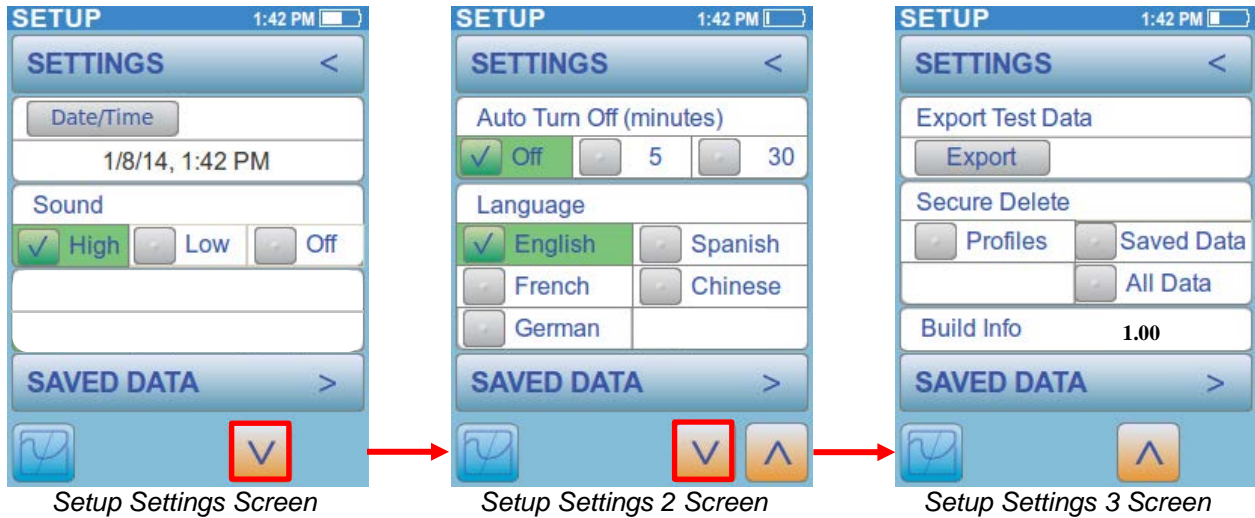 SETUP 1:42 PM
SETTINGS <
Date/Time
1/8/14, 1:42 PM
Sound
High Low Off
SAVED DATA >
Setup Settings Screen
SETUP 1:42 PM
SETTINGS <
Auto Turn Off (minutes)
Off 5 30
Language
English Spanish
French Chinese
German
SAVED DATA >
Setup Settings 2 Screen
SETUP 1:42 PM
SETTINGS <
Export Test Data
Export
Secure Delete
Profiles Saved Data
All Data
Build Info 1.00
SAVED DATA >
Setup Settings 3 Screen